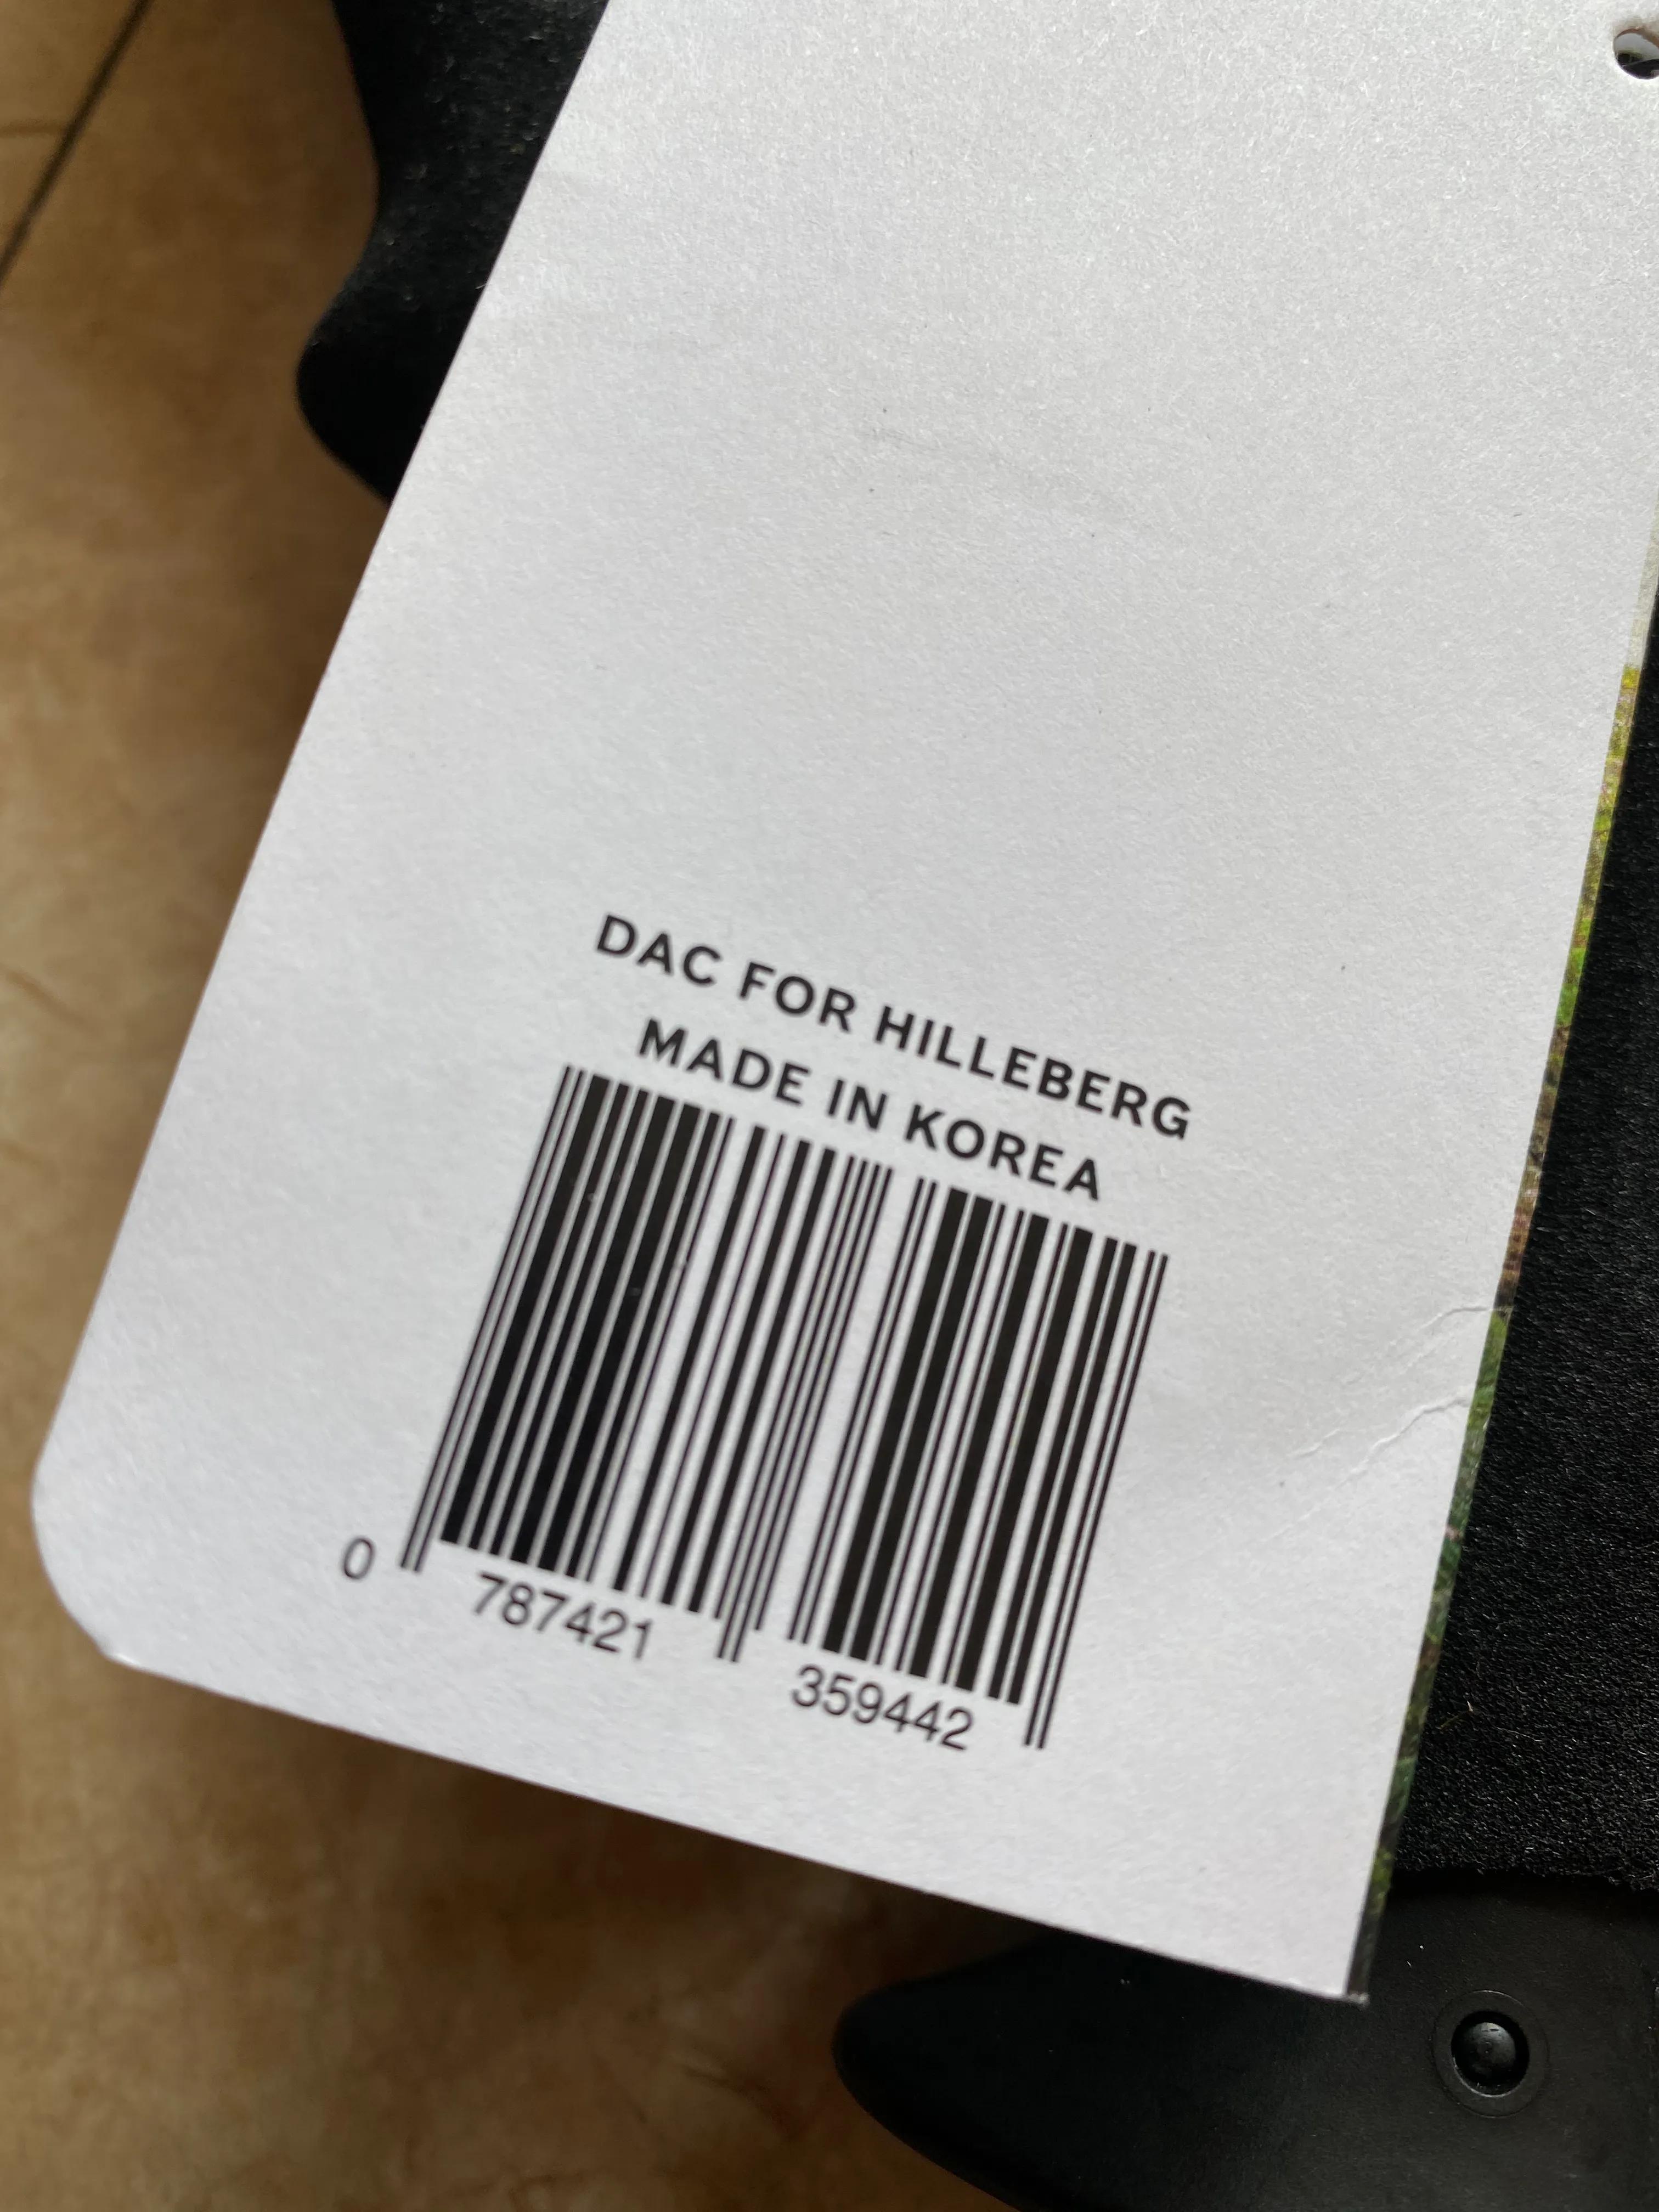 DAC FOR HILLEBERG
MADE IN KOREA
0 787421 359442